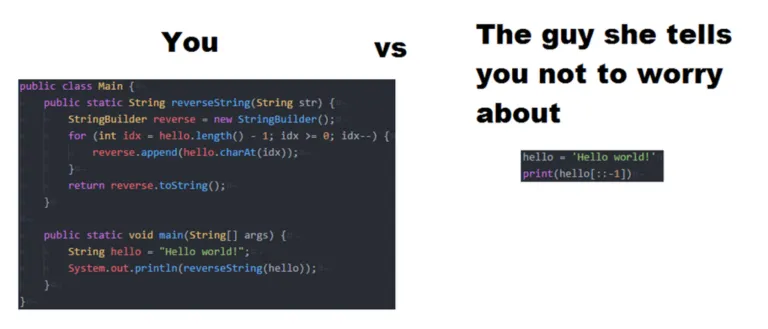 You
vs
The guy she tells
you not to worry
about
public class Main {
    public static String reverseString(String str) {
        StringBuilder reverse = new StringBuilder();
        for (int idx = hello.length() - 1; idx >= 0; idx--) {
            reverse.append(hello.charAt(idx));
        }
        return reverse.toString();
    }

    public static void main(String[] args) {
        String hello = "Hello world!";
        System.out.println(reverseString(hello));
    }
}
hello = 'Hello world!'
print(hello[::-1])